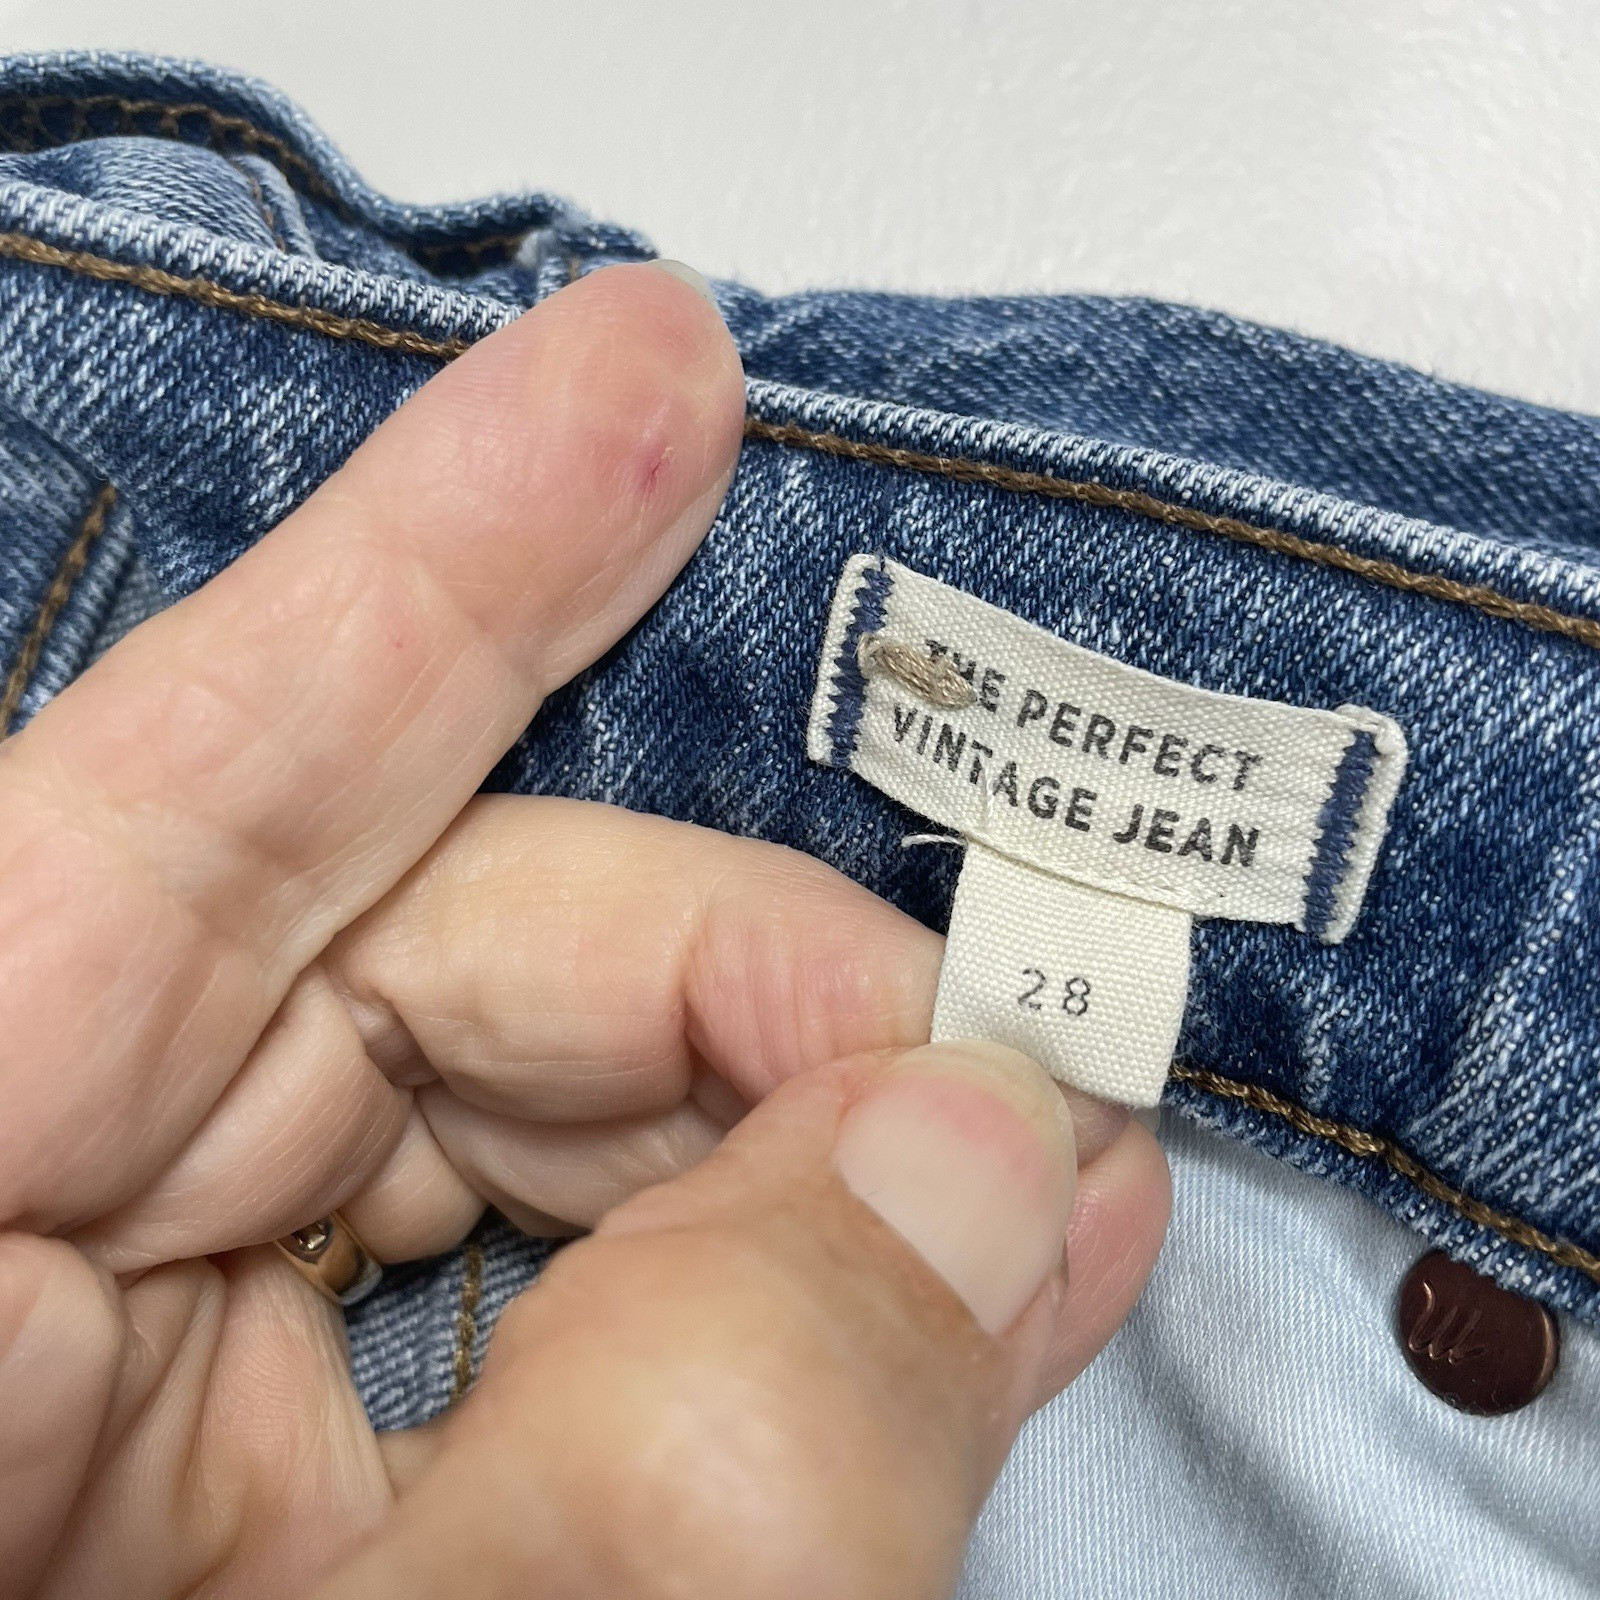 THE PERFECT
VINTAGE JEAN
28